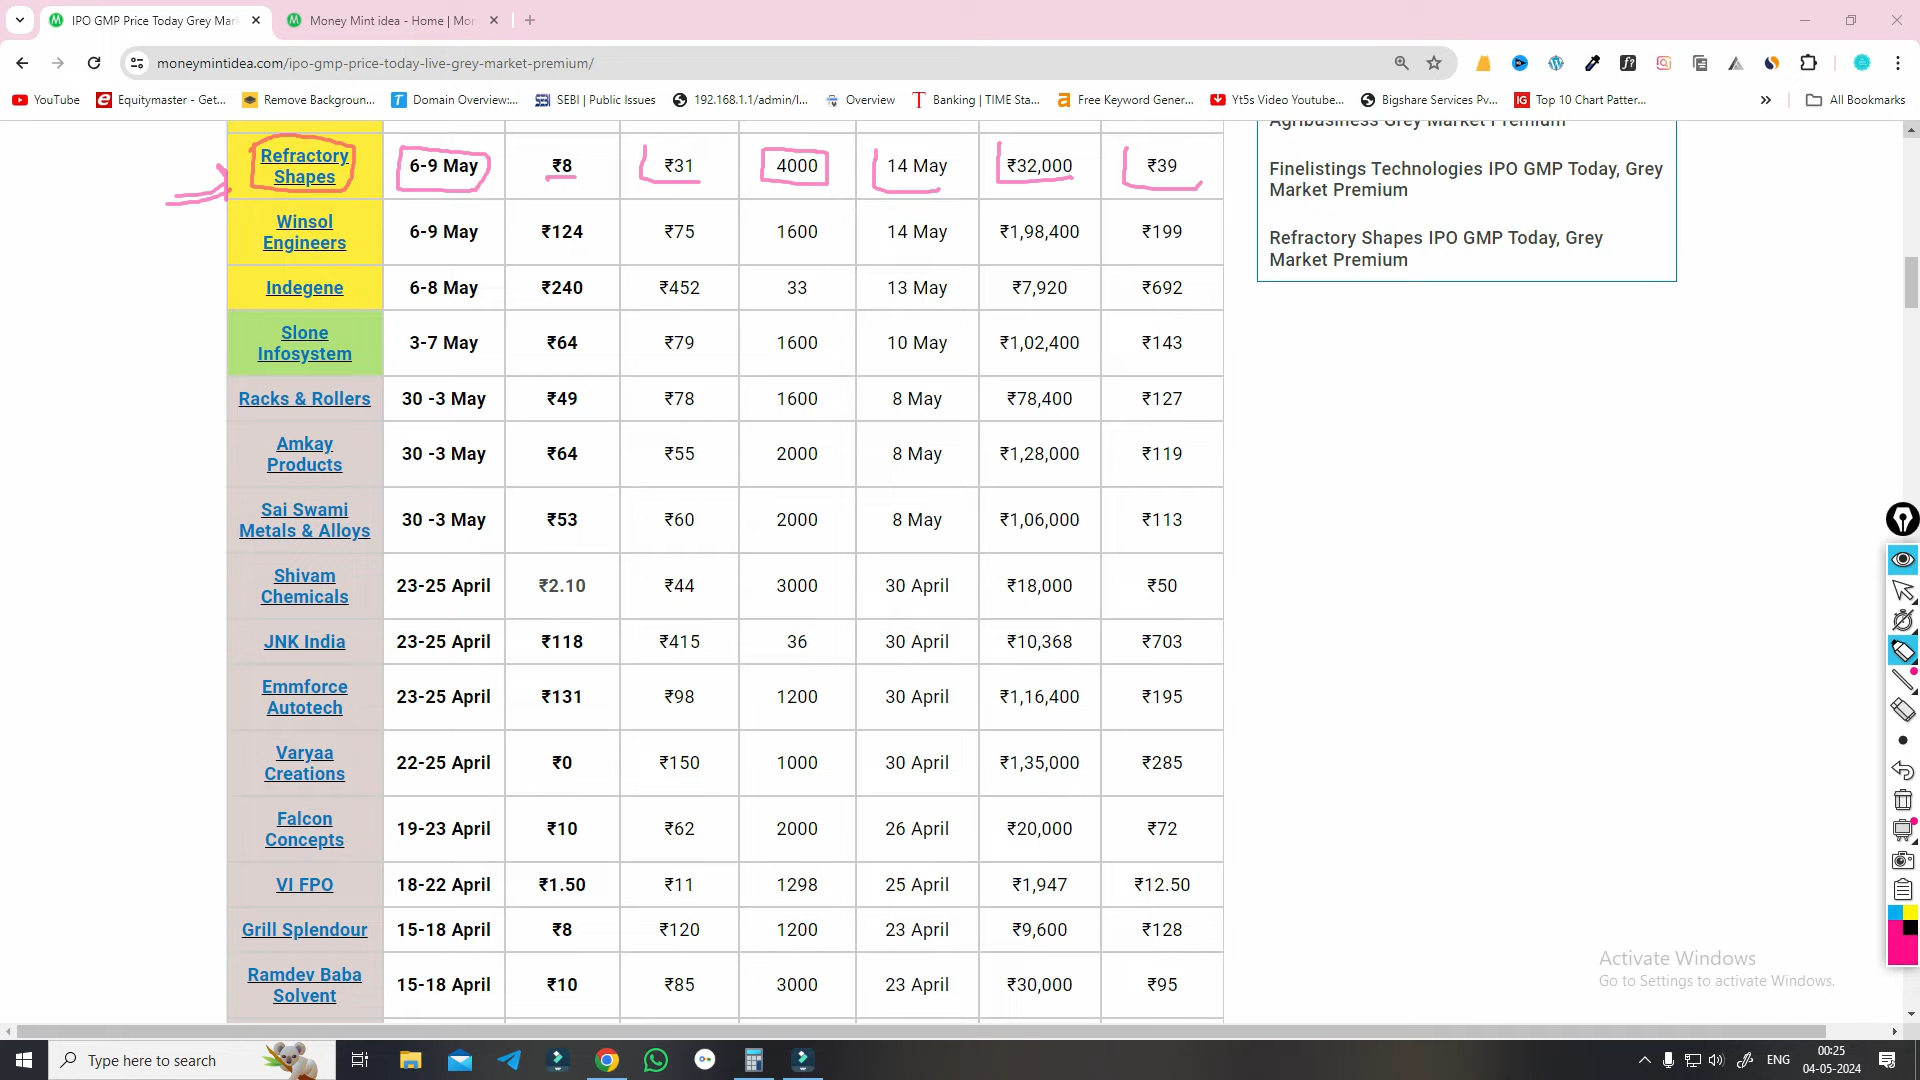 IPO GMP Price Today Grey Mar
Money Mint idea - Home | Mo
moneymintidea.com/ipo-gmp-price-today-live-grey-market-premium/
YouTube
Equitymaster - Get...
Remove Backgroun...
Domain Overview:...
SEBI | Public Issues
192.168.1.1/admin/l...
Overview
Banking | TIME Sta...
Free Keyword Gener...
Yt5s Video Youtube...
Bigshare Services Pv...
Top 10 Chart Patter...
All Bookmarks
Refractory
Shapes
6-9 May ₹8 ₹31 4000 14 May ₹32,000 ₹39
Winsol
Engineers
6-9 May ₹124 ₹75 1600 14 May ₹1,98,400 ₹199
Indegene 6-8 May ₹240 ₹452 33 13 May ₹7,920 ₹692
Slone
Infosystem
3-7 May ₹64 ₹79 1600 10 May ₹1,02,400 ₹143
Racks & Rollers 30 -3 May ₹49 ₹78 1600 8 May ₹78,400 ₹127
Amkay
Products
30 -3 May ₹64 ₹55 2000 8 May ₹1,28,000 ₹119
Sai Swami
Metals & Alloys
30 -3 May ₹53 ₹60 2000 8 May ₹1,06,000 ₹113
Shivam
Chemicals
23-25 April ₹2.10 ₹44 3000 30 April ₹18,000 ₹50
JNK India 23-25 April ₹118 ₹415 36 30 April ₹10,368 ₹703
Emmforce
Autotech
23-25 April ₹131 ₹98 1200 30 April ₹1,16,400 ₹195
Varyaa
Creations
22-25 April ₹0 ₹150 1000 30 April ₹1,35,000 ₹285
Falcon
Concepts
19-23 April ₹10 ₹62 2000 26 April ₹20,000 ₹72
VI FPO 18-22 April ₹1.50 ₹11 1298 25 April ₹1,947 ₹12.50
Grill Splendour 15-18 April ₹8 ₹120 1200 23 April ₹9,600 ₹128
Ramdev Baba
Solvent
15-18 April ₹10 ₹85 3000 23 April ₹30,000 ₹95
Agribusiness Grey Market Premium
Finelistings Technologies IPO GMP Today, Grey
Market Premium
Refractory Shapes IPO GMP Today, Grey
Market Premium
Activate Windows
Go to Settings to activate Windows.
Type here to search
ENG
00:25
04-05-2024